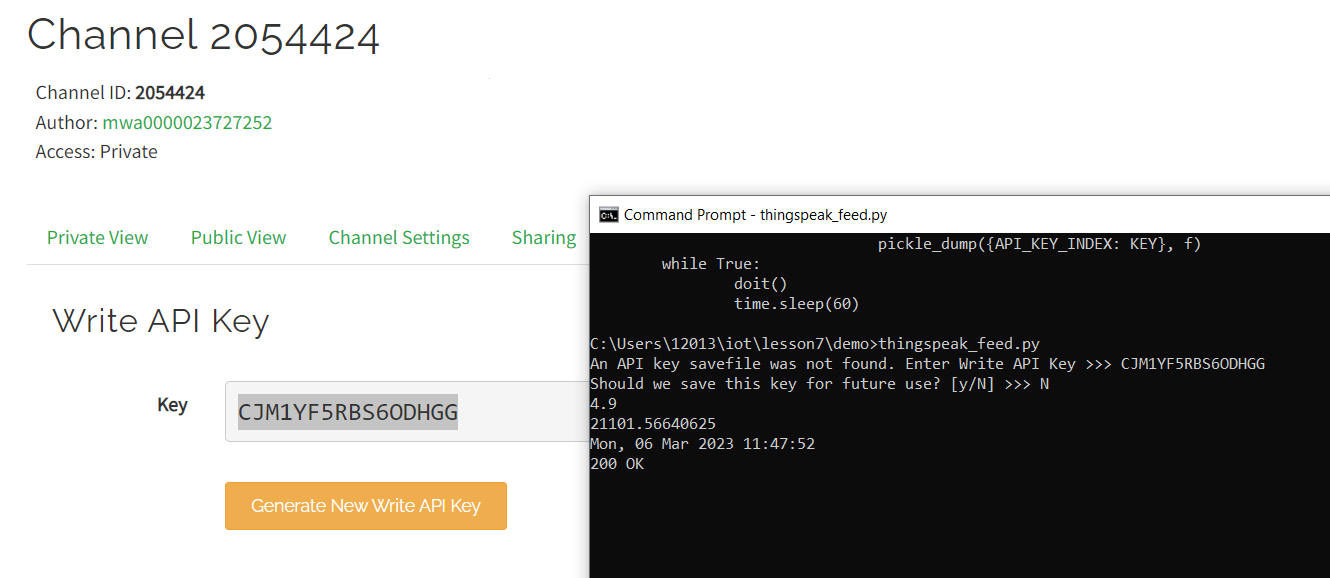 Channel 2054424
Channel ID: 2054424
Author: mwa0000023727252
Access: Private
Private View Public View Channel Settings Sharing
Write API Key
Key CJM1YF5RBS6ODHGG
Generate New Write API Key
Command Prompt - thingspeak_feed.py
pickle_dump({API_KEY_INDEX: KEY}, f)
while True:
doit()
time.sleep(60)
C:\Users\12013\iot\lesson7\demo>thingspeak_feed.py
An API key savefile was not found. Enter Write API Key >>> CJM1YF5RBS6ODHGG
Should we save this key for future use? [y/N] >>> N
4.9
21101.56640625
Mon, 06 Mar 2023 11:47:52
200 OK